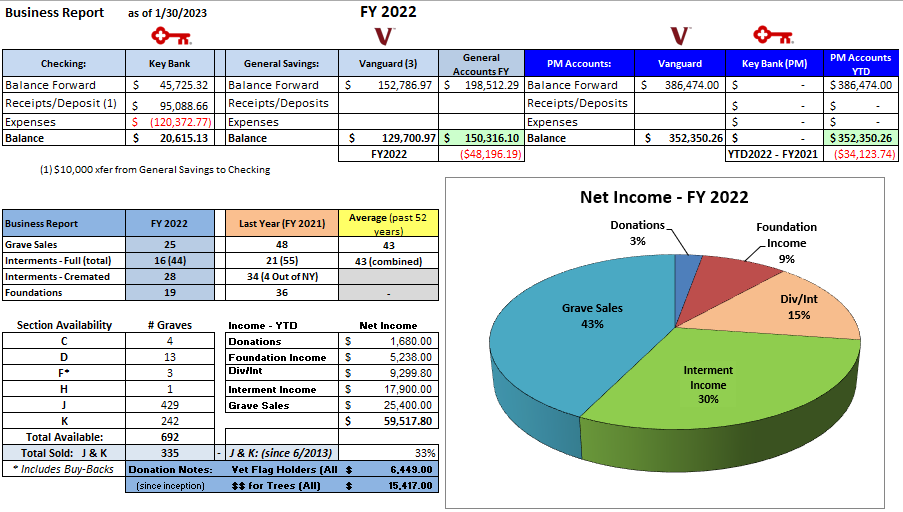 Business Report as of 1/30/2023 FY 2022
Checking: Key Bank General Savings: Vanguard (3) General Accounts FY PM Accounts: Vanguard Key Bank (PM) PM Accounts YTD
Balance Forward $ 45,725.32 Balance Forward $ 152,786.97 $ 198,512.29 Balance Forward $ 386,474.00 $ - $ 386,474.00
Receipts/Deposit (1) $ 95,088.66 Receipts/Deposits Receipts/Deposits $ - $ -
Expenses $ (120,372.77) Expenses Expenses $ - $ -
Balance $ 20,615.13 Balance $ 129,700.97 $ 150,316.10 Balance $ 352,350.26 $ - $ 352,350.26
FY2022 ($48,196.19) YTD2022 - FY2021 ($34,123.74)
(1) $10,000 xfer from General Savings to Checking
Business Report FY 2022 Last Year (FY 2021) Average (past 52 years)
Grave Sales 25 48 43
Interments - Full (total) 16 (44) 21 (55) 43 (combined)
Interments - Cremated 28 34 (4 Out of NY)
Foundations 19 36 -
Section Availability # Graves Income - YTD Net Income
C 4 Donations $ 1,680.00
D 13 Foundation Income $ 5,238.00
F* 3 Div/Int $ 9,299.80
H 1 Interment Income $ 17,900.00
J 429 Grave Sales $ 25,400.00
K 242 $ 59,517.80
Total Available: 692
Total Sold: J & K 335 - J & K: (since 6/2013) 33%
* Includes Buy-Backs Donation Notes: Vet Flag Holders (All $ 6,449.00
(since inception) $$ for Trees (All) $ 15,417.00
Net Income - FY 2022
Donations
3%
Foundation
Income
9%
Div/Int
15%
Grave Sales
43%
Interment
Income
30%